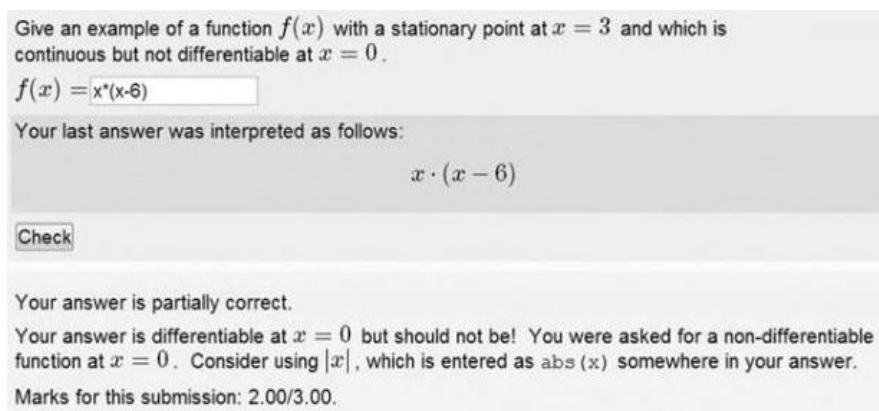 Give an example of a function f(x) with a stationary point at x = 3 and which is
continuous but not differentiable at x = 0.
f(x) = x*(x-6)
Your last answer was interpreted as follows:
x · (x − 6)
Check
Your answer is partially correct.
Your answer is differentiable at x = 0 but should not be! You were asked for a non-differentiable
function at x = 0. Consider using |x|, which is entered as abs(x) somewhere in your answer.
Marks for this submission: 2.00/3.00.